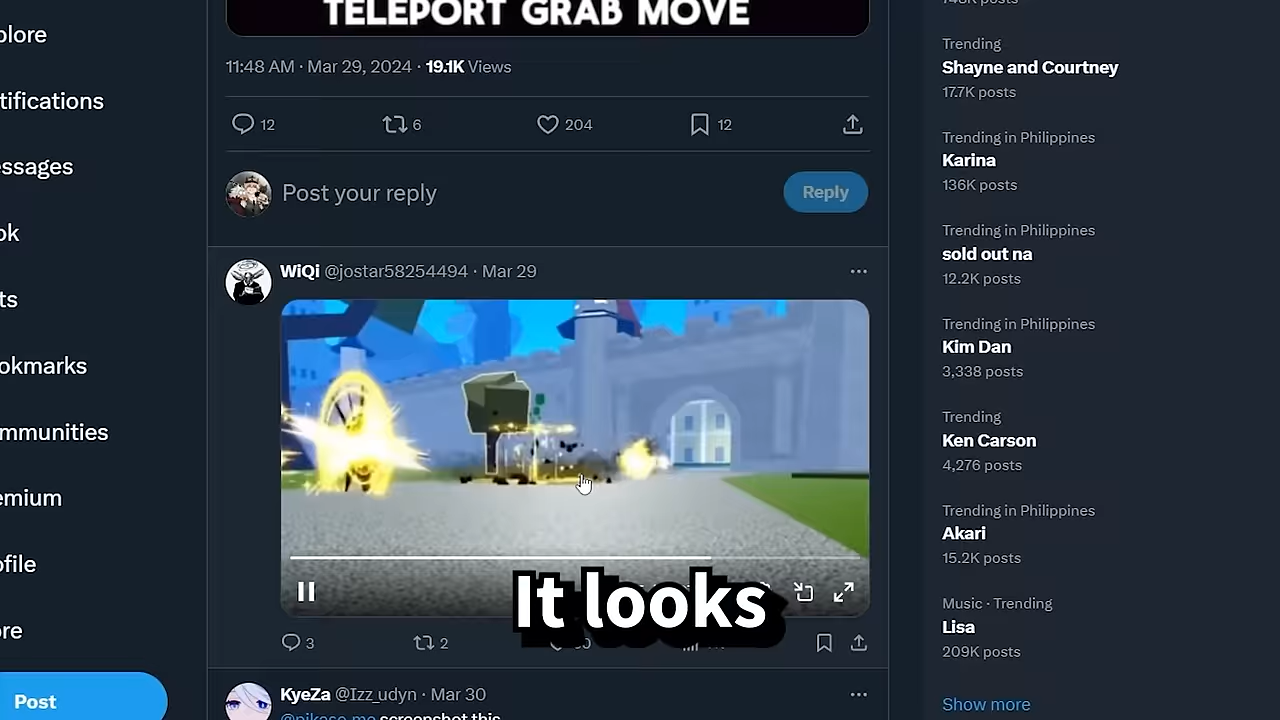 TELEPORT GRAB MOVE
11:48 AM · Mar 29, 2024 · 19.1K Views
12
6
204
12
Post your reply
Reply
WiQi @jostar58254494 · Mar 29
It looks
3
2
KyeZa @Izz_udyn · Mar 30
screenshot this
plore
tifications
essages
ok
ts
okmarks
mmunities
emium
ofile
ore
Post
posts
Trending
Shayne and Courtney
17.7K posts
Trending in Philippines
Karina
136K posts
Trending in Philippines
sold out na
12.2K posts
Trending in Philippines
Kim Dan
3,338 posts
Trending
Ken Carson
4,276 posts
Trending in Philippines
Akari
15.2K posts
Music · Trending
Lisa
209K posts
Show more